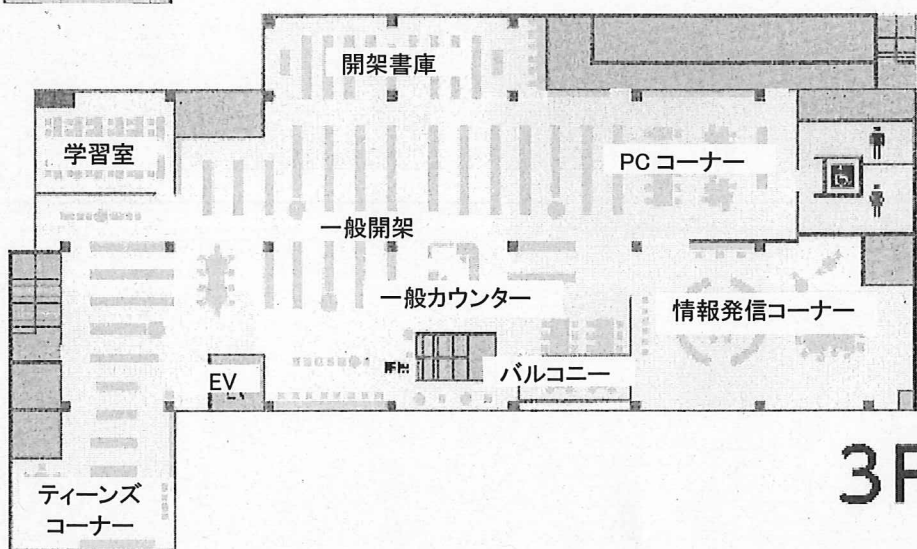 開架書庫
学習室
PC コーナー
一般開架
一般カウンター
情報発信コーナー
EV
バルコニー
3F
ティーンズ
コーナー